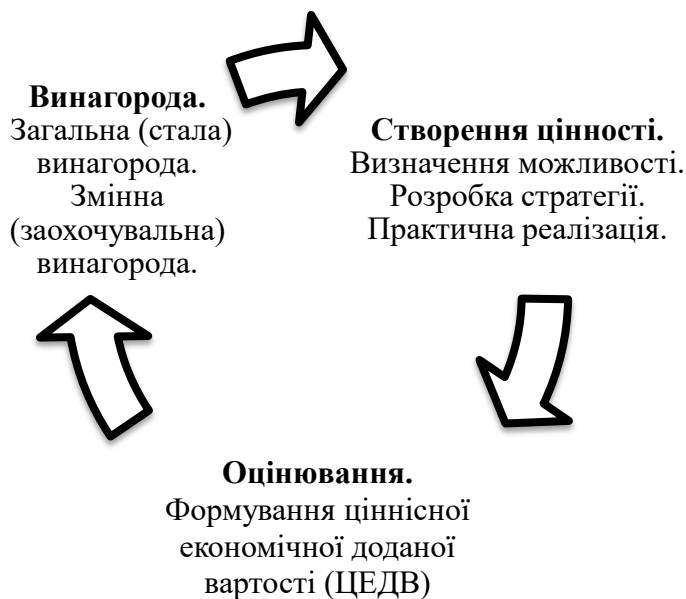 Винагорода.
Загальна (стала)
винагорода.
Змінна
(заохочувальна)
винагорода.
Створення цінності.
Визначення можливості.
Розробка стратегії.
Практична реалізація.
Оцінювання.
Формування ціннісної
економічної доданої
вартості (ЦЕДВ)